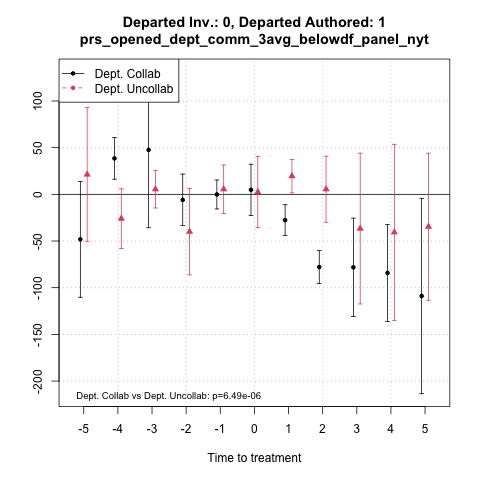 Departed Inv.: 0, Departed Authored: 1
prs_opened_dept_comm_3avg_belowdf_panel_nyt
Dept. Collab
Dept. Uncollab
100
50
0
-50
-100
-150
-200
Dept. Collab vs Dept. Uncollab: p=6.49e-06
-5 -4 -3 -2 -1 0 1 2 3 4 5
Time to treatment